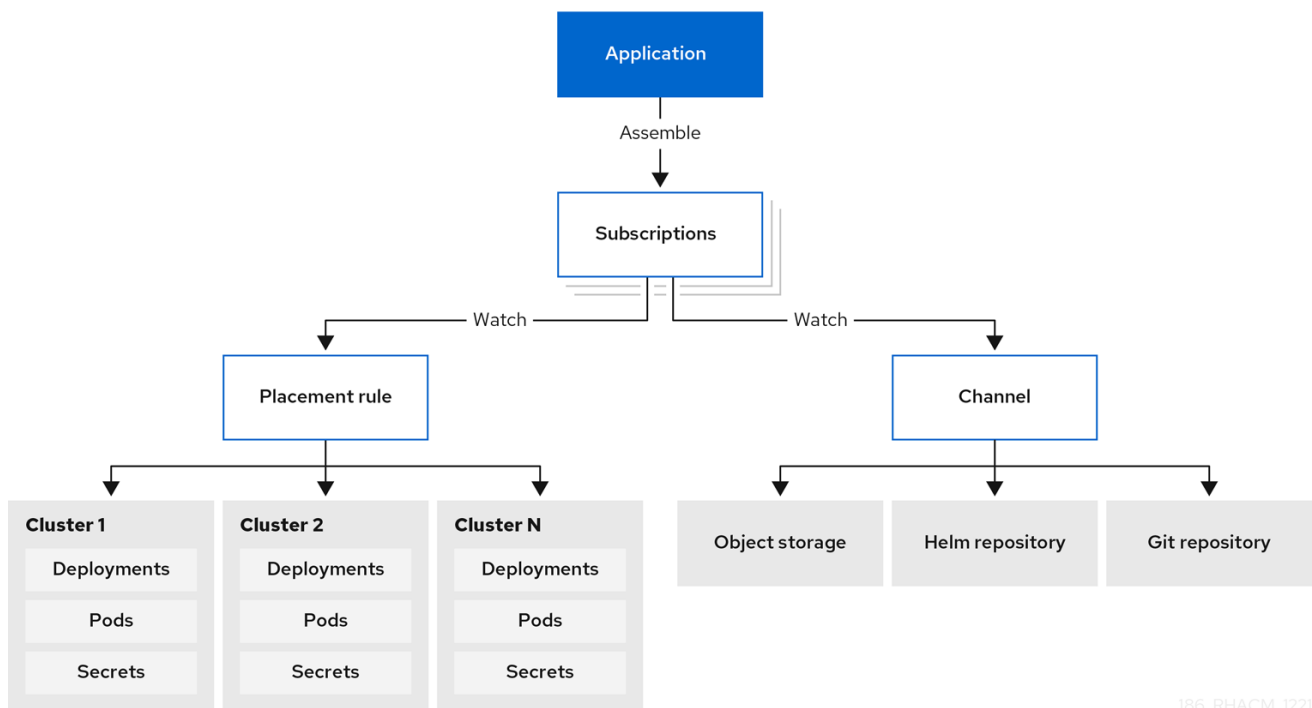 Application
Assemble
Subscriptions
Watch
Watch
Placement rule
Channel
Cluster 1
Deployments
Pods
Secrets
Cluster 2
Deployments
Pods
Secrets
Cluster N
Deployments
Pods
Secrets
Object storage
Helm repository
Git repository
186_RHACM_1221